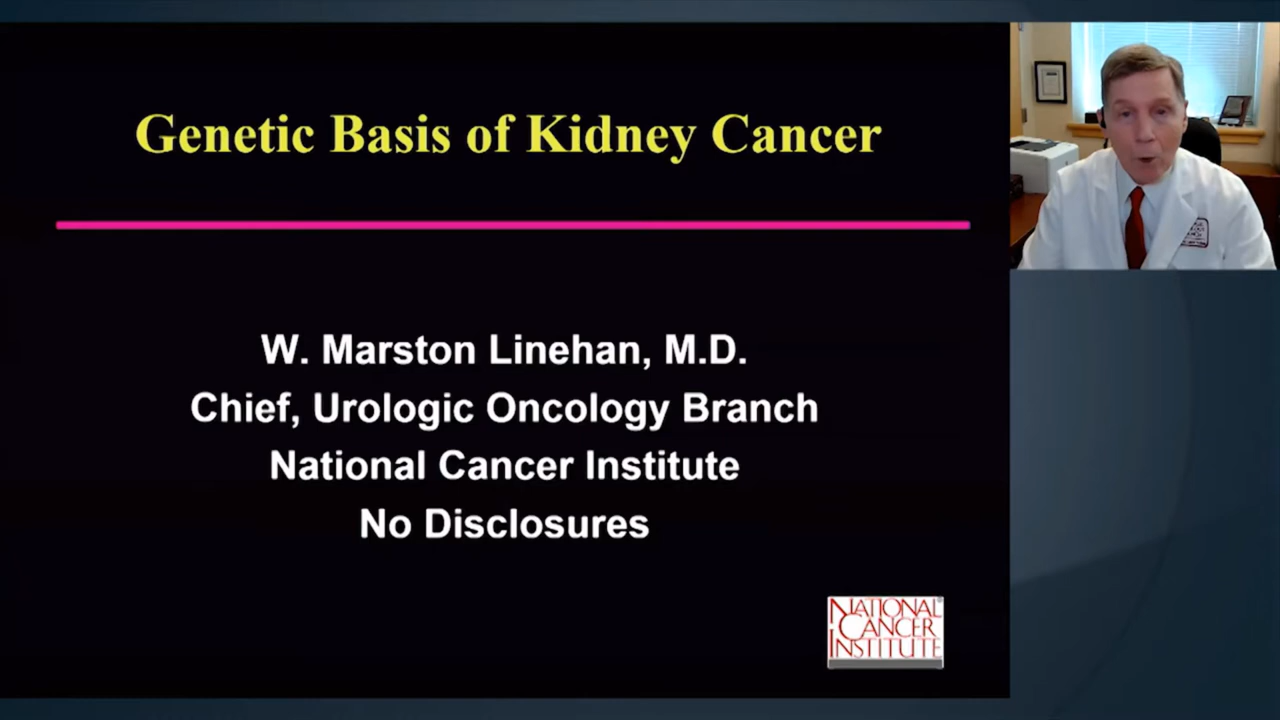 Genetic Basis of Kidney Cancer
W. Marston Linehan, M.D.
Chief, Urologic Oncology Branch
National Cancer Institute
No Disclosures
NATIONAL
CANCER
INSTITUTE